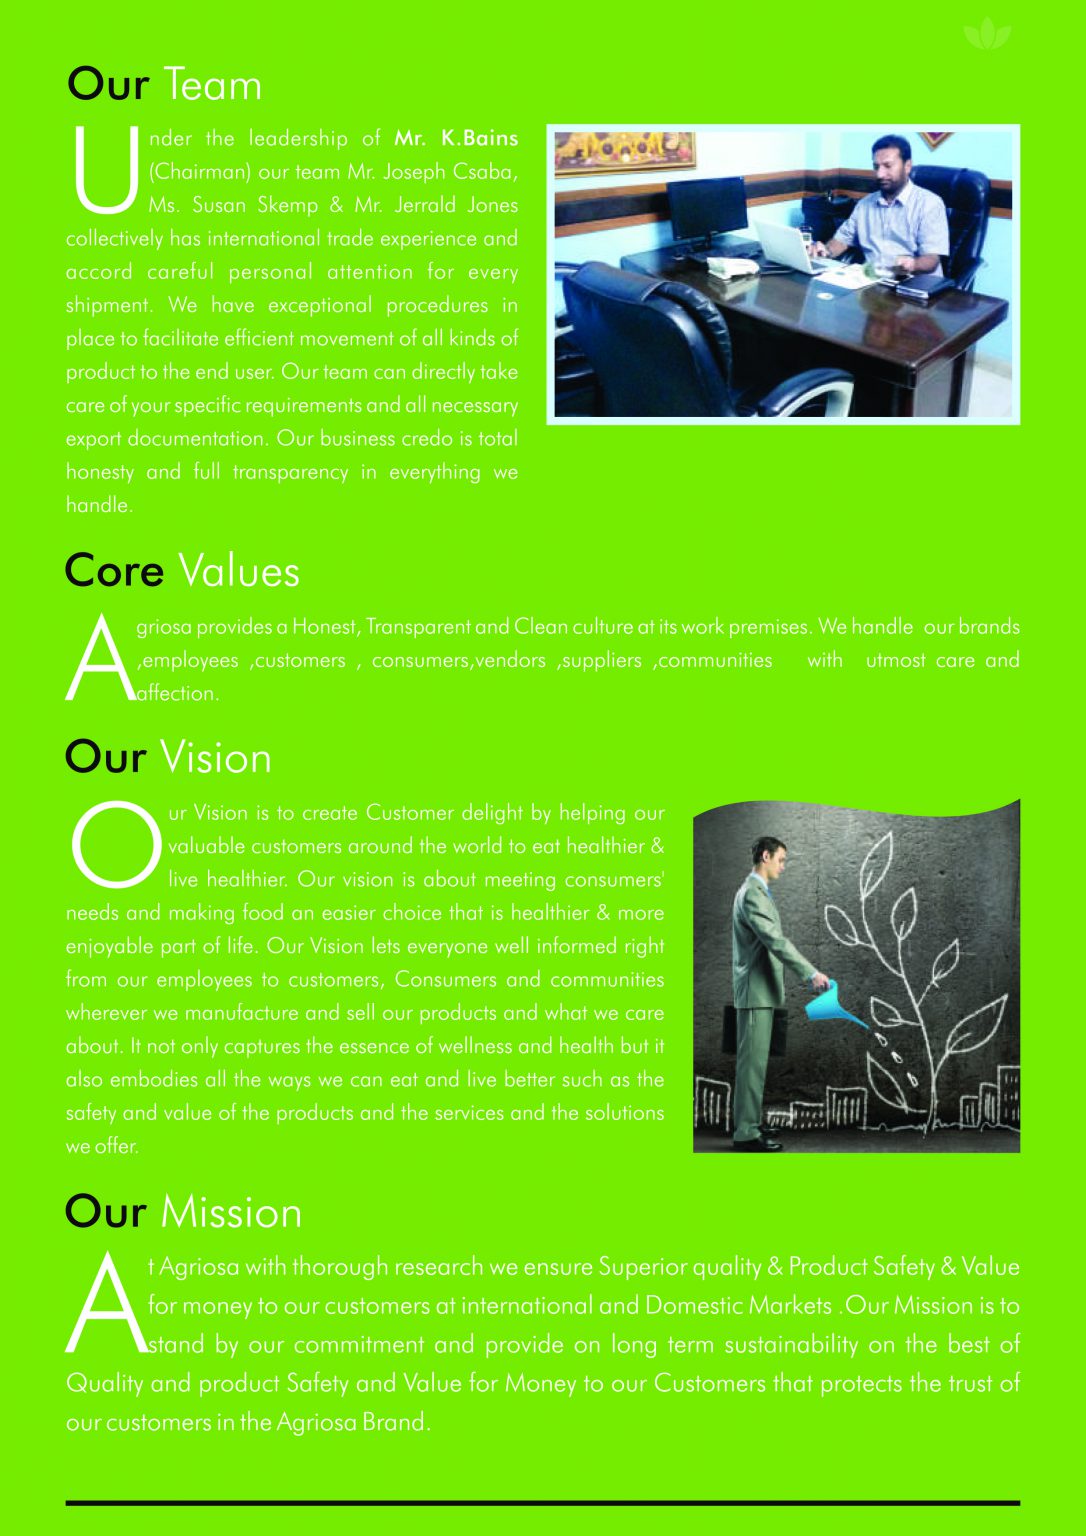 Our Team
Under the leadership of Mr. K.Bains
(Chairman) our team Mr. Joseph Csaba,
Ms. Susan Skemp & Mr. Jerrald Jones
collectively has international trade experience and
accord careful personal attention for every
shipment. We have exceptional procedures in
place to facilitate efficient movement of all kinds of
product to the end user. Our team can directly take
care of your specific requirements and all necessary
export documentation. Our business credo is total
honesty and full transparency in everything we
handle.
Core Values
Agriosa provides a Honest, Transparent and Clean culture at its work premises. We handle our brands
,employees ,customers , consumers,vendors ,suppliers ,communities with utmost care and
affection.
Our Vision
Our Vision is to create Customer delight by helping our
valuable customers around the world to eat healthier &
live healthier. Our vision is about meeting consumers'
needs and making food an easier choice that is healthier & more
enjoyable part of life. Our Vision lets everyone well informed right
from our employees to customers, Consumers and communities
wherever we manufacture and sell our products and what we care
about. It not only captures the essence of wellness and health but it
also embodies all the ways we can eat and live better such as the
safety and value of the products and the services and the solutions
we offer.
Our Mission
At Agriosa with thorough research we ensure Superior quality & Product Safety & Value
for money to our customers at international and Domestic Markets .Our Mission is to
stand by our commitment and provide on long term sustainability on the best of
Quality and product Safety and Value for Money to our Customers that protects the trust of
our customers in the Agriosa Brand.